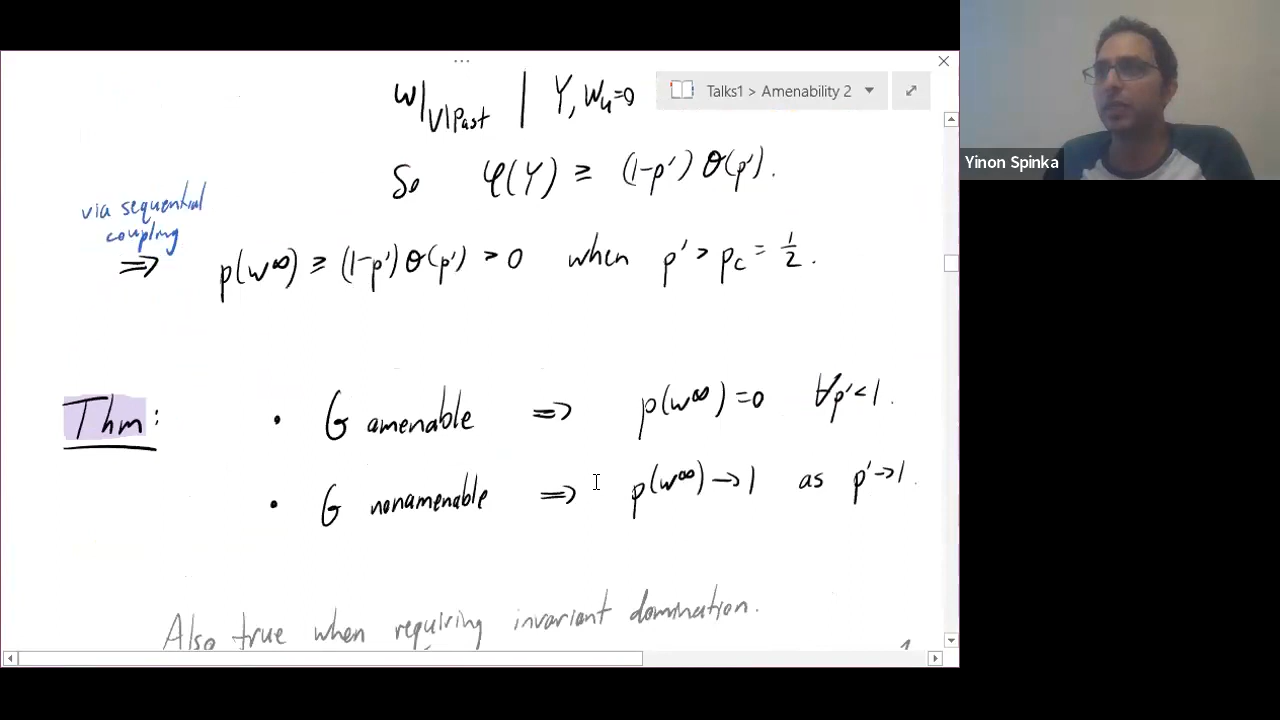 ω|_{V\Past} | Y, ω_u=0
Talks1 > Amenability 2
Yinon Spinka
So φ(Y) ≥ (1-p')θ(p').
via sequential
coupling
⇒ p(ω^∞) ≥ (1-p')θ(p') > 0 when p' > p_c = 1/2.
Thm: • G amenable ⇒ p(ω^∞) = 0 ∀p'<1.
• G nonamenable ⇒ p(ω^∞) → 1 as p'→1.
Also true when requiring invariant domination.